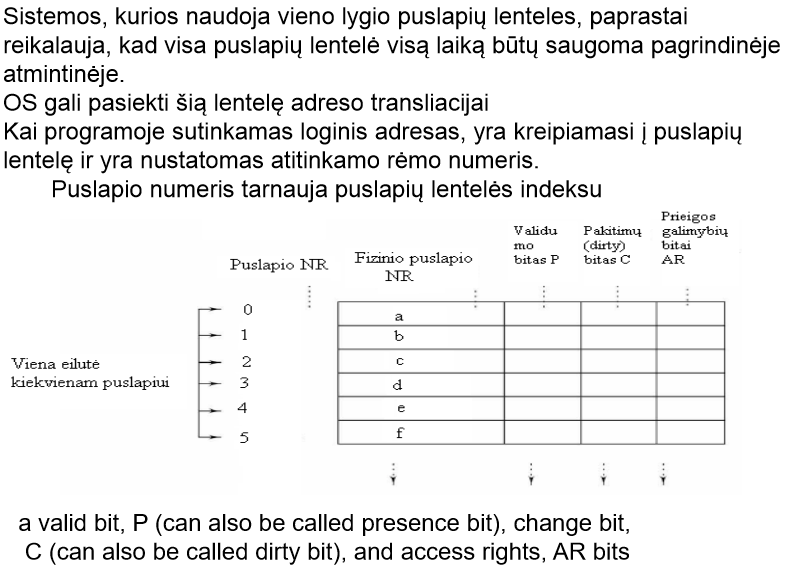 Sistemos, kurios naudoja vieno lygio puslapių lenteles, paprastai
reikalauja, kad visa puslapių lentelė visą laiką būtų saugoma pagrindinėje
atmintinėje.
OS gali pasiekti šią lentelę adreso transliacijai
Kai programoje sutinkamas loginis adresas, yra kreipiamasi į puslapių
lentelę ir yra nustatomas atitinkamo rėmo numeris.
Puslapio numeris tarnauja puslapių lentelės indeksu
Puslapio NR
Fizinio puslapio
NR
Validu
mo
bitas P
Pakitimų
(dirty)
bitas C
Prieigos
galimybių
bitai
AR
0 a
1 b
2 c
3 d
4 e
5 f
Viena eilutė
kiekvienam puslapiui
a valid bit, P (can also be called presence bit), change bit,
C (can also be called dirty bit), and access rights, AR bits